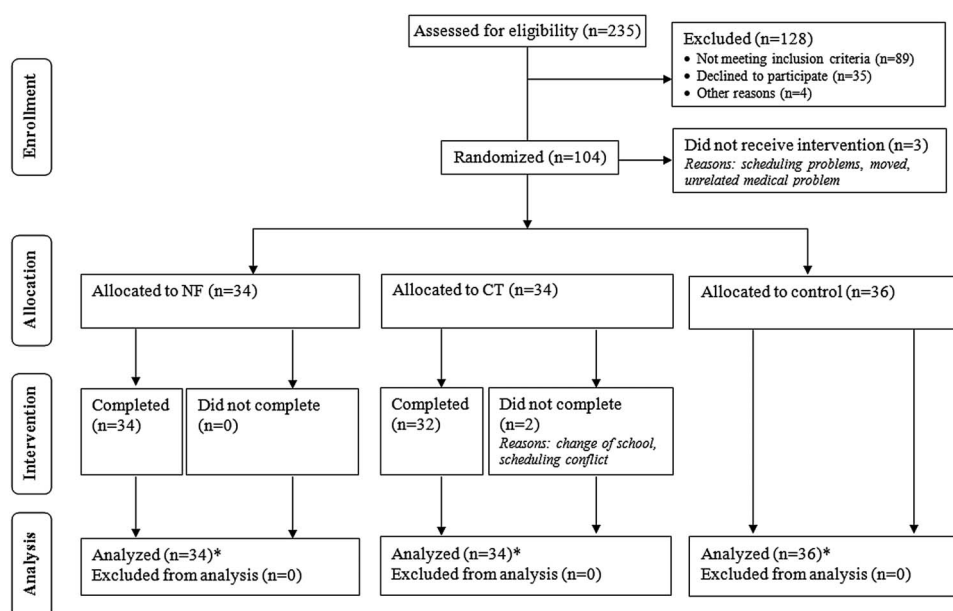 Enrollment
Assessed for eligibility (n=235)
Excluded (n=128)
• Not meeting inclusion criteria (n=89)
• Declined to participate (n=35)
• Other reasons (n=4)
Randomized (n=104)
Did not receive intervention (n=3)
Reasons: scheduling problems, moved,
unrelated medical problem
Allocation
Allocated to NF (n=34)
Allocated to CT (n=34)
Allocated to control (n=36)
Intervention
Completed
(n=34)
Did not complete
(n=0)
Completed
(n=32)
Did not complete
(n=2)
Reasons: change of school,
scheduling conflict
Analysis
Analyzed (n=34)*
Excluded from analysis (n=0)
Analyzed (n=34)*
Excluded from analysis (n=0)
Analyzed (n=36)*
Excluded from analysis (n=0)